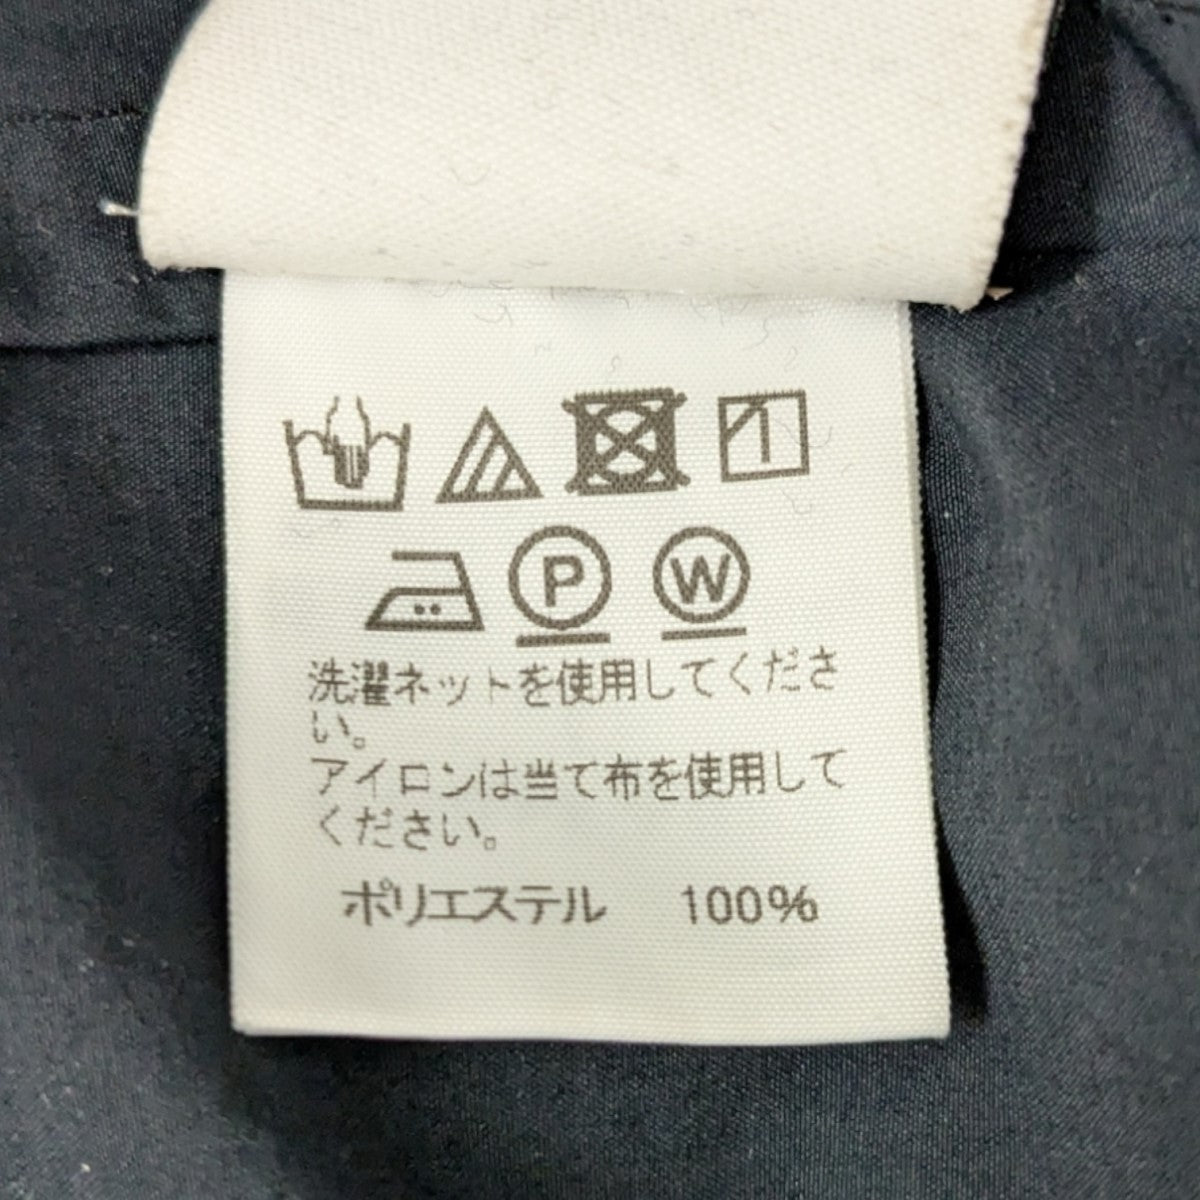 P W
洗濯ネットを使用してくださ
い。
アイロンは当て布を使用して
ください。
ポリエステル 100%